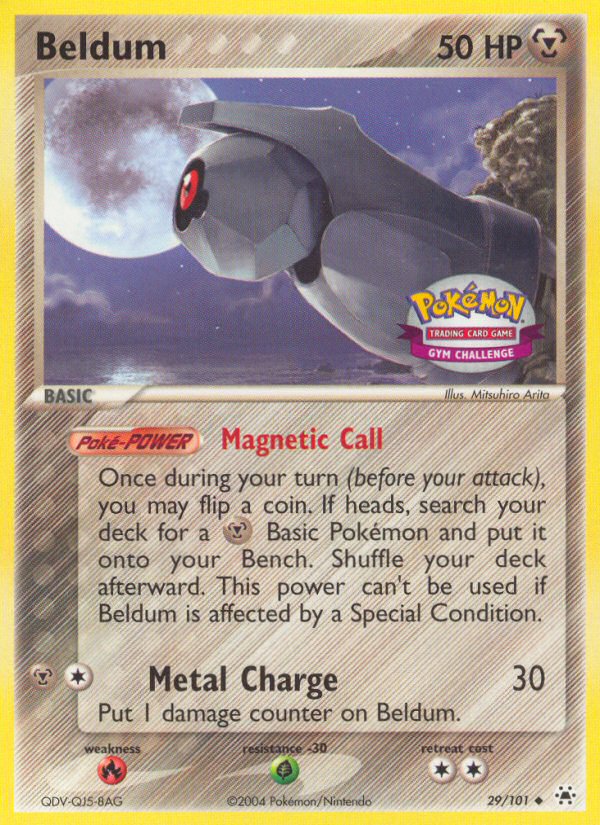 Beldum
50 HP
POKéMON
TRADING CARD GAME
GYM CHALLENGE
BASIC
Illus. Mitsuhiro Arita
Poké-POWER Magnetic Call
Once during your turn (before your attack),
you may flip a coin. If heads, search your
deck for a Basic Pokémon and put it
onto your Bench. Shuffle your deck
afterward. This power can't be used if
Beldum is affected by a Special Condition.
Metal Charge 30
Put 1 damage counter on Beldum.
weakness
resistance -30
retreat cost
QDV-QJ5-8AG
©2004 Pokémon/Nintendo
29/101